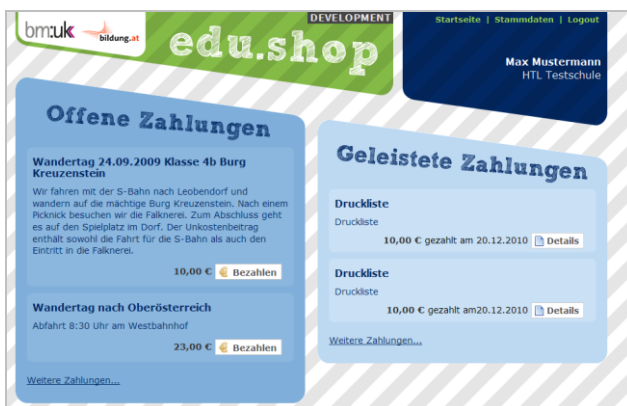 bm:uk
bildung.at
edu.shop
DEVELOPMENT
Startseite | Stammdaten | Logout
Max Mustermann
HTL Testschule
Offene Zahlungen
Wandertag 24.09.2009 Klasse 4b Burg
Kreuzenstein
Wir fahren mit der S-Bahn nach Leobendorf und
wandern auf die mächtige Burg Kreuzenstein. Nach einem
Picknick besuchen wir die Falknerei. Zum Abschluss geht
es auf den Spielplatz im Dorf. Der Unkostenbeitrag
enthält sowohl die Fahrt für die S-Bahn als auch den
Eintritt in die Falknerei.
10,00 € Bezahlen
Wandertag nach Oberösterreich
Abfahrt 8:30 Uhr am Westbahnhof
23,00 € Bezahlen
Weitere Zahlungen...
Geleistete Zahlungen
Druckliste
Druckliste
10,00 € gezahlt am 20.12.2010 Details
Druckliste
Druckliste
10,00 € gezahlt am20.12.2010 Details
Weitere Zahlungen...